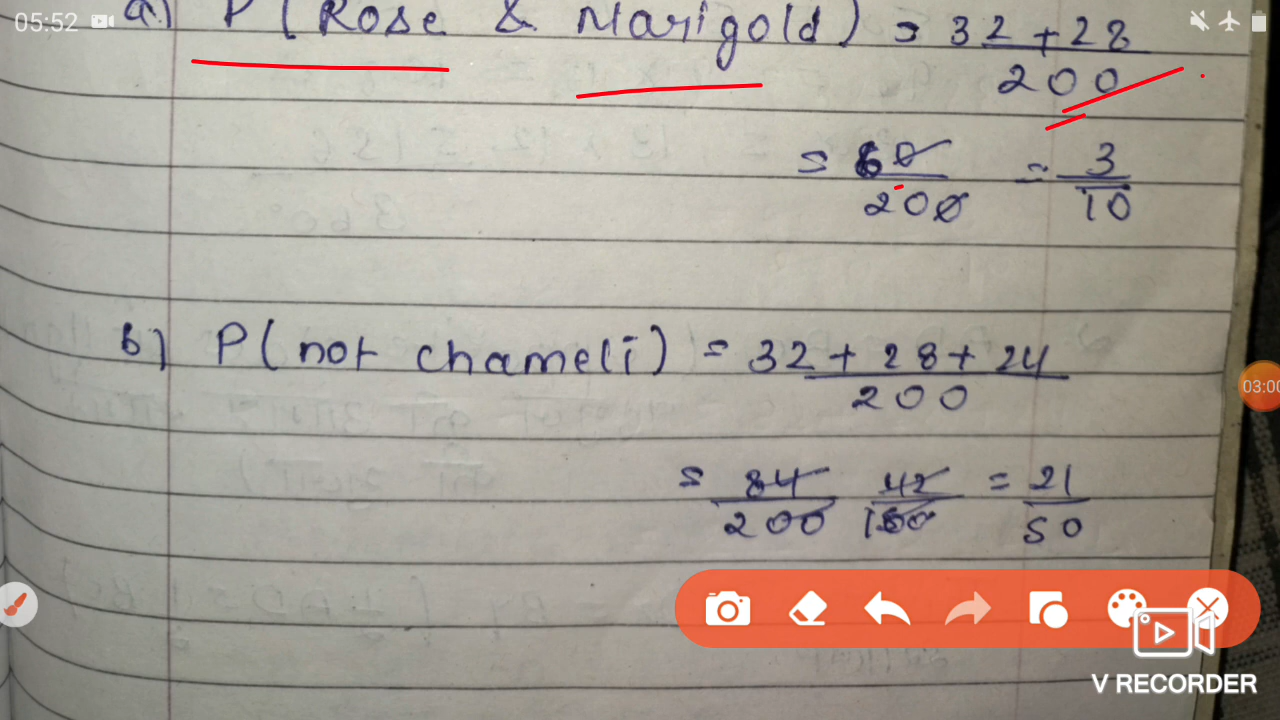 05:52
a.) P ( Rose & Marigold ) = 32 + 28
200
= 60 = 3
200 10
b) P ( not chameli ) = 32 + 28 + 24
200
03:00
= 84 42 = 21
200 100 50
V RECORDER